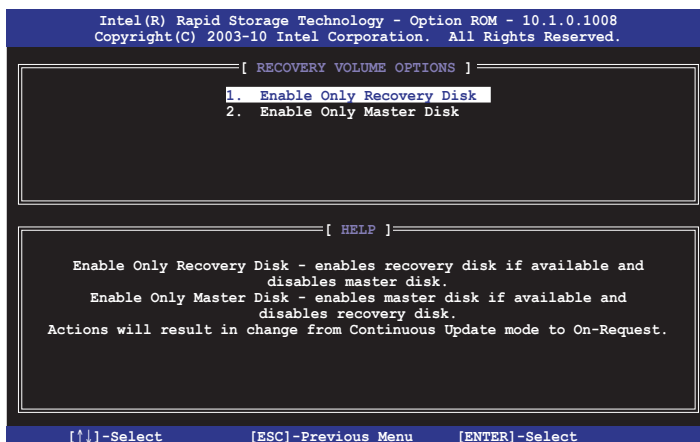 Intel(R) Rapid Storage Technology - Option ROM - 10.1.0.1008
Copyright(C) 2003-10 Intel Corporation.  All Rights Reserved.
[ RECOVERY VOLUME OPTIONS ]
1.  Enable Only Recovery Disk
2.  Enable Only Master Disk
[ HELP ]
Enable Only Recovery Disk - enables recovery disk if available and
disables master disk.
Enable Only Master Disk - enables master disk if available and
disables recovery disk.
Actions will result in change from Continuous Update mode to On-Request.
[↑↓]-Select [ESC]-Previous Menu [ENTER]-Select